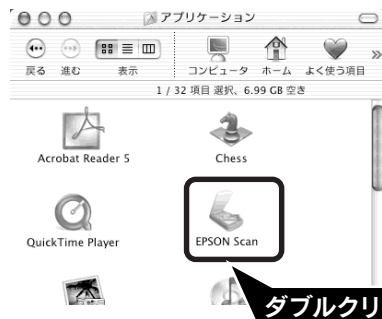 アプリケーション
戻る 進む 表示 コンピュータ ホーム よく使う項目
1 / 32 項目 選択、6.99 GB 空き
Acrobat Reader 5 Chess
QuickTime Player EPSON Scan
ダブルクリ